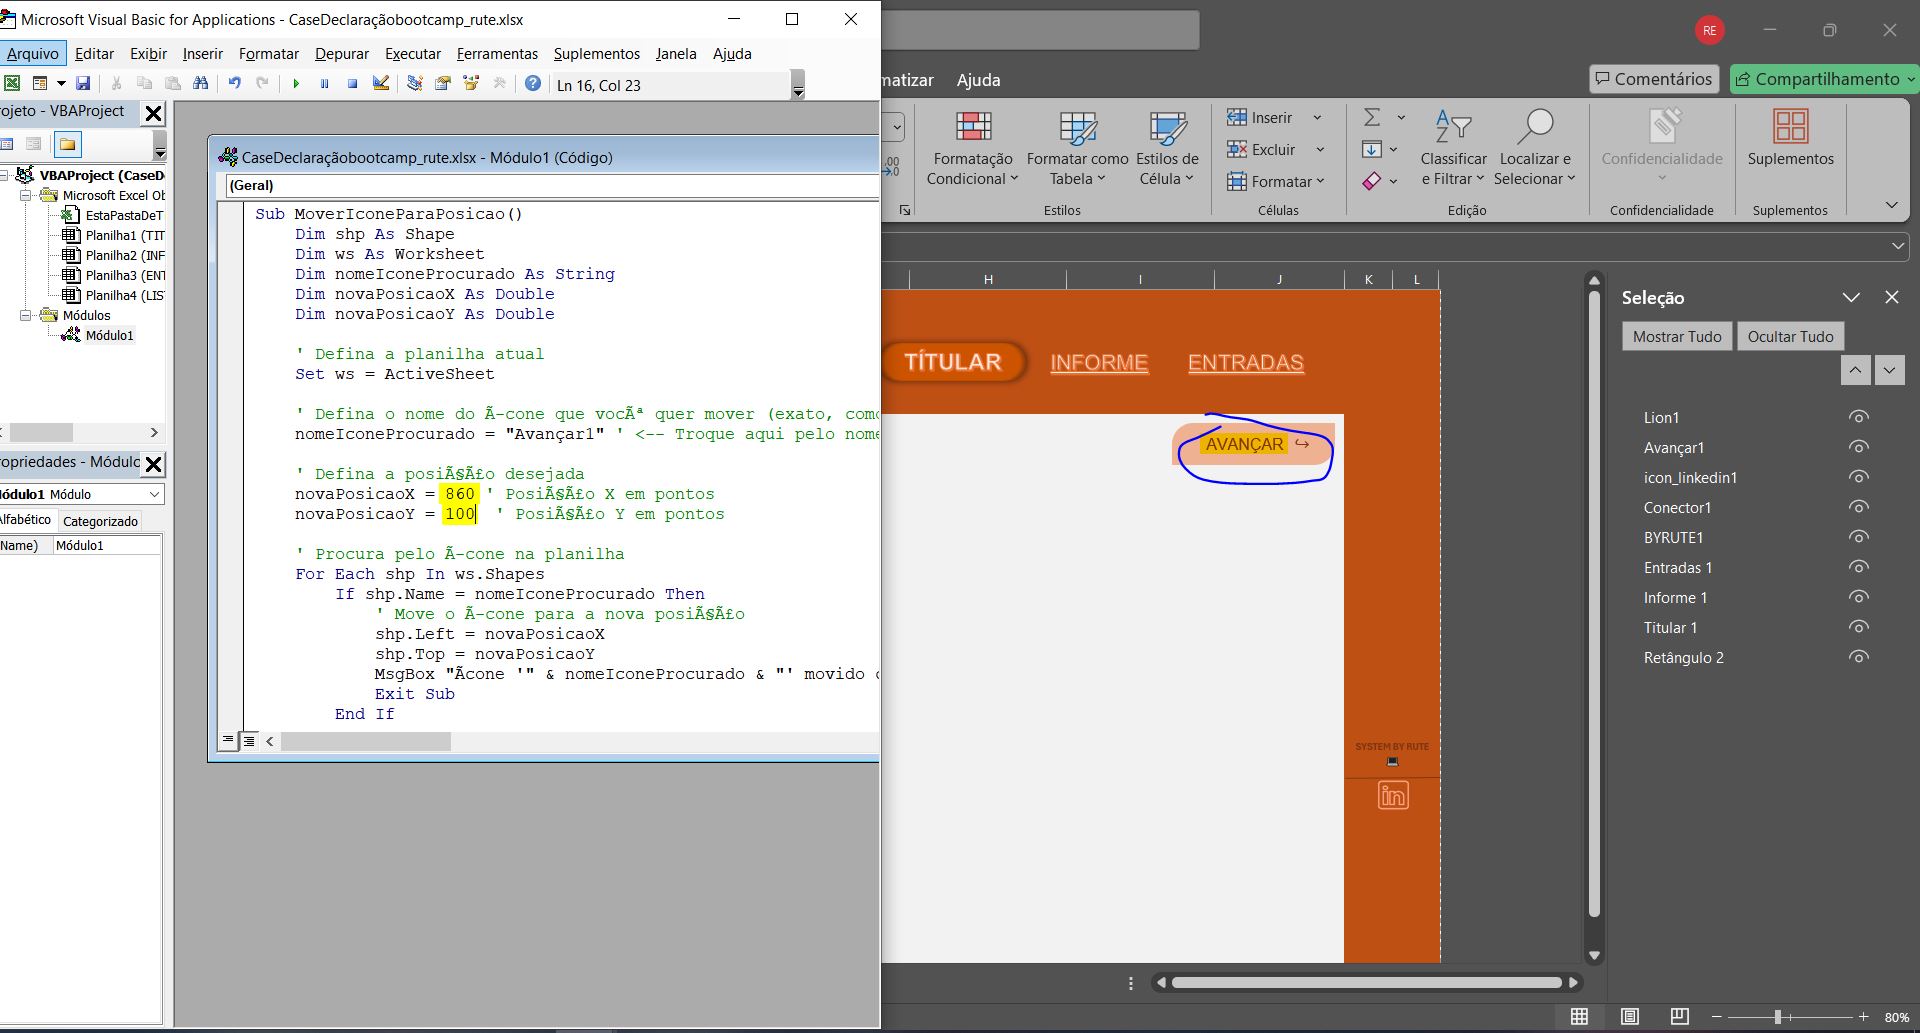 Microsoft Visual Basic for Applications - CaseDeclaraçãobootcamp_rute.xlsx
Arquivo Editar Exibir Inserir Formatar Depurar Executar Ferramentas Suplementos Janela Ajuda
Ln 16, Col 23
ojeto - VBAProject
VBAProject (CaseD
Microsoft Excel Ob
EstaPastaDeT
Planilha1 (TIT
Planilha2 (INF
Planilha3 (ENT
Planilha4 (LIS
Módulos
Módulo1
opriedades - Módulo
ódulo1 Módulo
lfabético Categorizado
Name) Módulo1
CaseDeclaraçãobootcamp_rute.xlsx - Módulo1 (Código)
(Geral)
Sub MoverIconeParaPosicao()
Dim shp As Shape
Dim ws As Worksheet
Dim nomeIconeProcurado As String
Dim novaPosicaoX As Double
Dim novaPosicaoY As Double
' Defina a planilha atual
Set ws = ActiveSheet
' Defina o nome do Ã-cone que vocÃª quer mover (exato, como
nomeIconeProcurado = "Avançar1" ' <-- Troque aqui pelo nome
' Defina a posiÃ§Ã£o desejada
novaPosicaoX = 860 ' PosiÃ§Ã£o X em pontos
novaPosicaoY = 100 ' PosiÃ§Ã£o Y em pontos
' Procura pelo Ã-cone na planilha
For Each shp In ws.Shapes
If shp.Name = nomeIconeProcurado Then
' Move o Ã-cone para a nova posiÃ§Ã£o
shp.Left = novaPosicaoX
shp.Top = novaPosicaoY
MsgBox "Ãcone '" & nomeIconeProcurado & "' movido
Exit Sub
End If
RE
matizar Ajuda
Comentários Compartilhamento
,00
→,0
Formatação Condicional
Formatar como Tabela
Estilos de Célula
Estilos
Inserir
Excluir
Formatar
Células
Classificar e Filtrar
Localizar e Selecionar
Edição
Confidencialidade
Confidencialidade
Suplementos
Suplementos
H I J K L
TÍTULAR INFORME ENTRADAS
AVANÇAR ↪
SYSTEM BY RUTE
in
Seleção
Mostrar Tudo Ocultar Tudo
Lion1
Avançar1
icon_linkedin1
Conector1
BYRUTE1
Entradas 1
Informe 1
Titular 1
Retângulo 2
80%